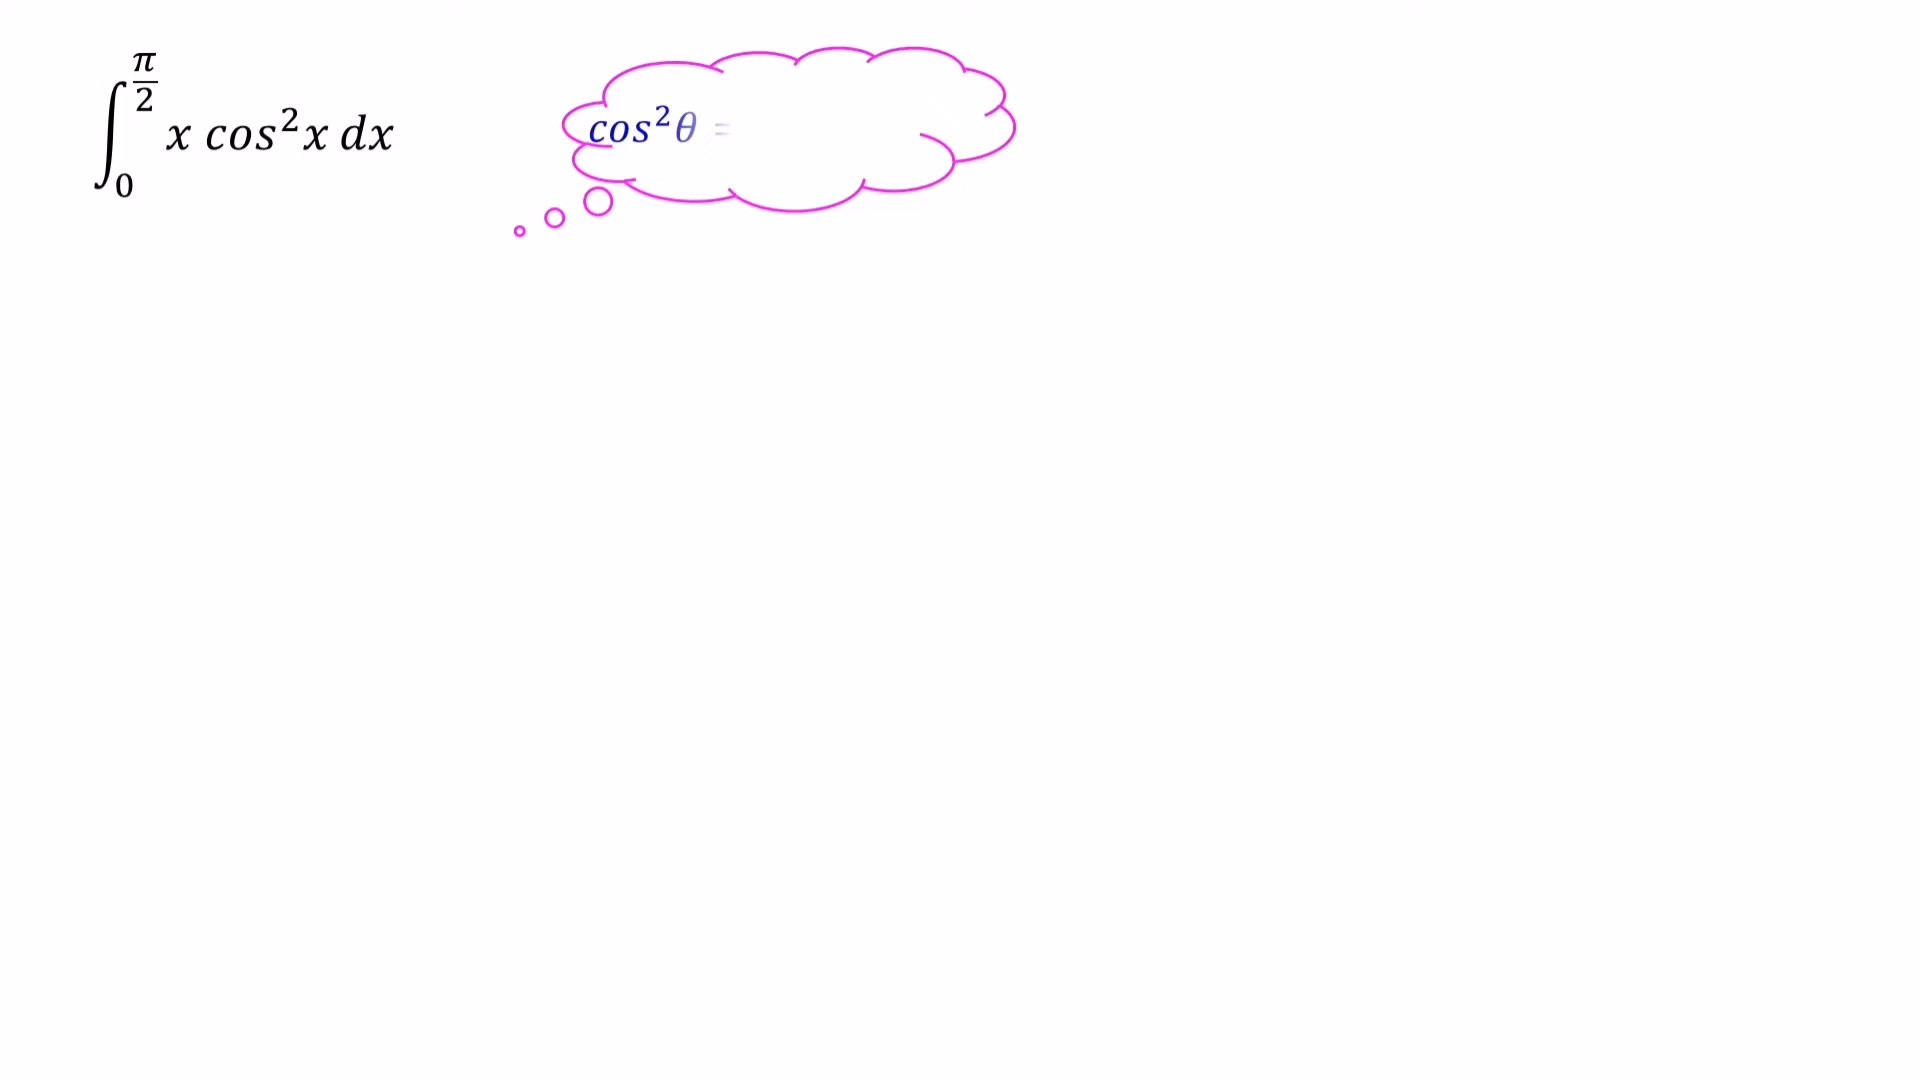 ∫₀^(π/2) x cos²x dx
cos²θ =